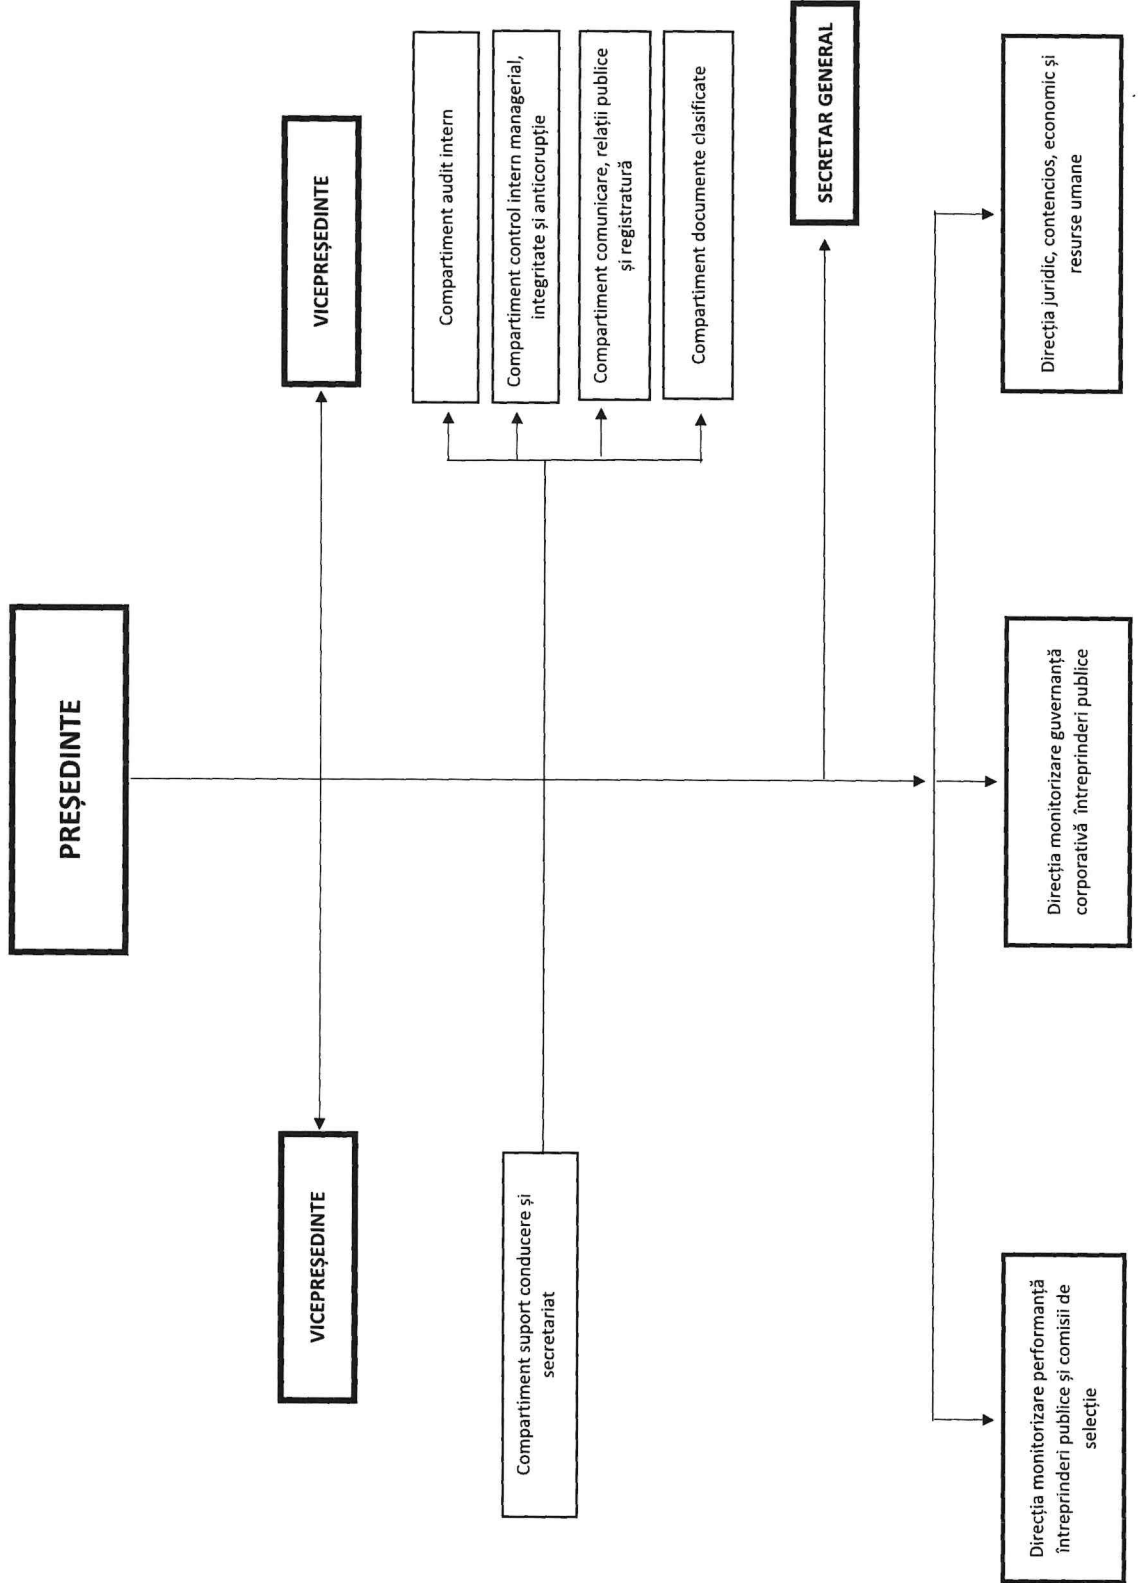 PREȘEDINTE
VICEPREȘEDINTE
VICEPREȘEDINTE
Compartiment suport conducere și
secretariat
Compartiment audit intern
Compartiment control intern managerial,
integritate și anticorupție
Compartiment comunicare, relații publice
și registratură
Compartiment documente clasificate
SECRETAR GENERAL
Direcția monitorizare performanță
întreprinderi publice și comisii de
selecție
Direcția monitorizare guvernanță
corporativă întreprinderi publice
Direcția juridic, contencios, economic și
resurse umane